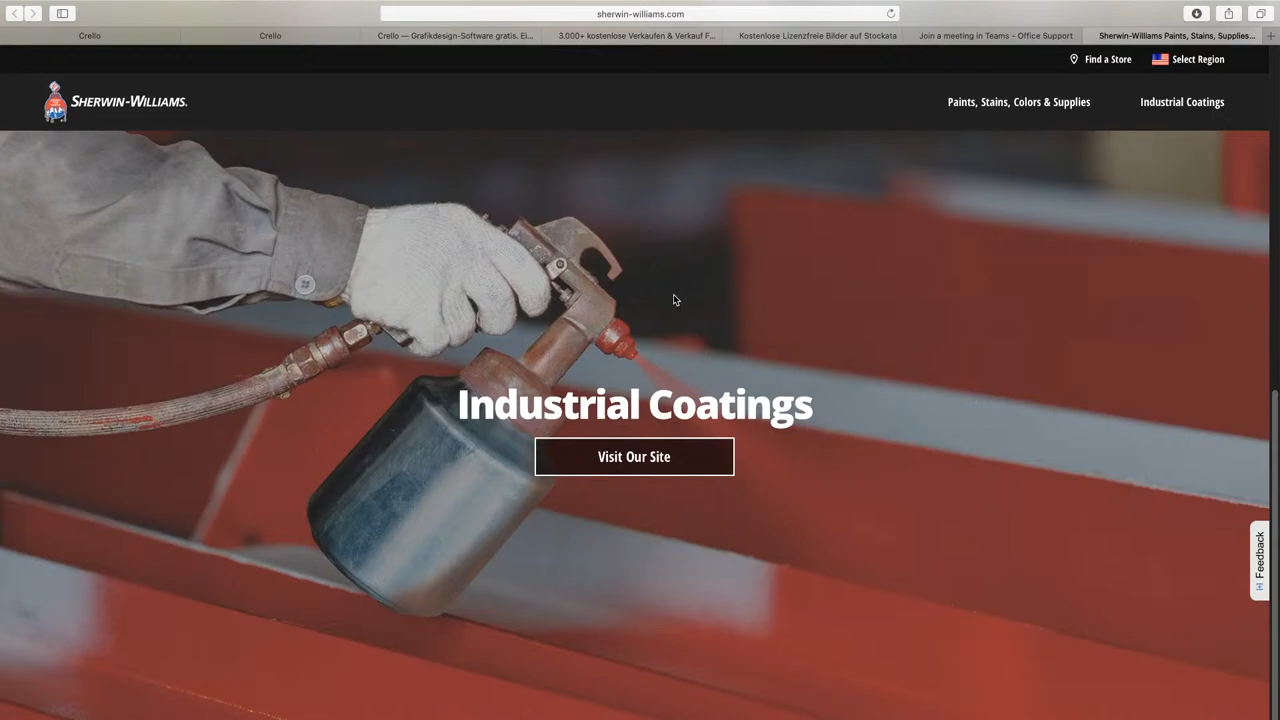 sherwin-williams.com
Crello
Crello
Crello — Grafikdesign-Software gratis. Ei...
3.000+ kostenlose Verkaufen & Verkauf F...
Kostenlose Lizenzfreie Bilder auf Stockata
Join a meeting in Teams - Office Support
Sherwin-Williams Paints, Stains, Supplies...
Find a Store
Select Region
SHERWIN-WILLIAMS.
Paints, Stains, Colors & Supplies
Industrial Coatings
Industrial Coatings
Visit Our Site
Feedback